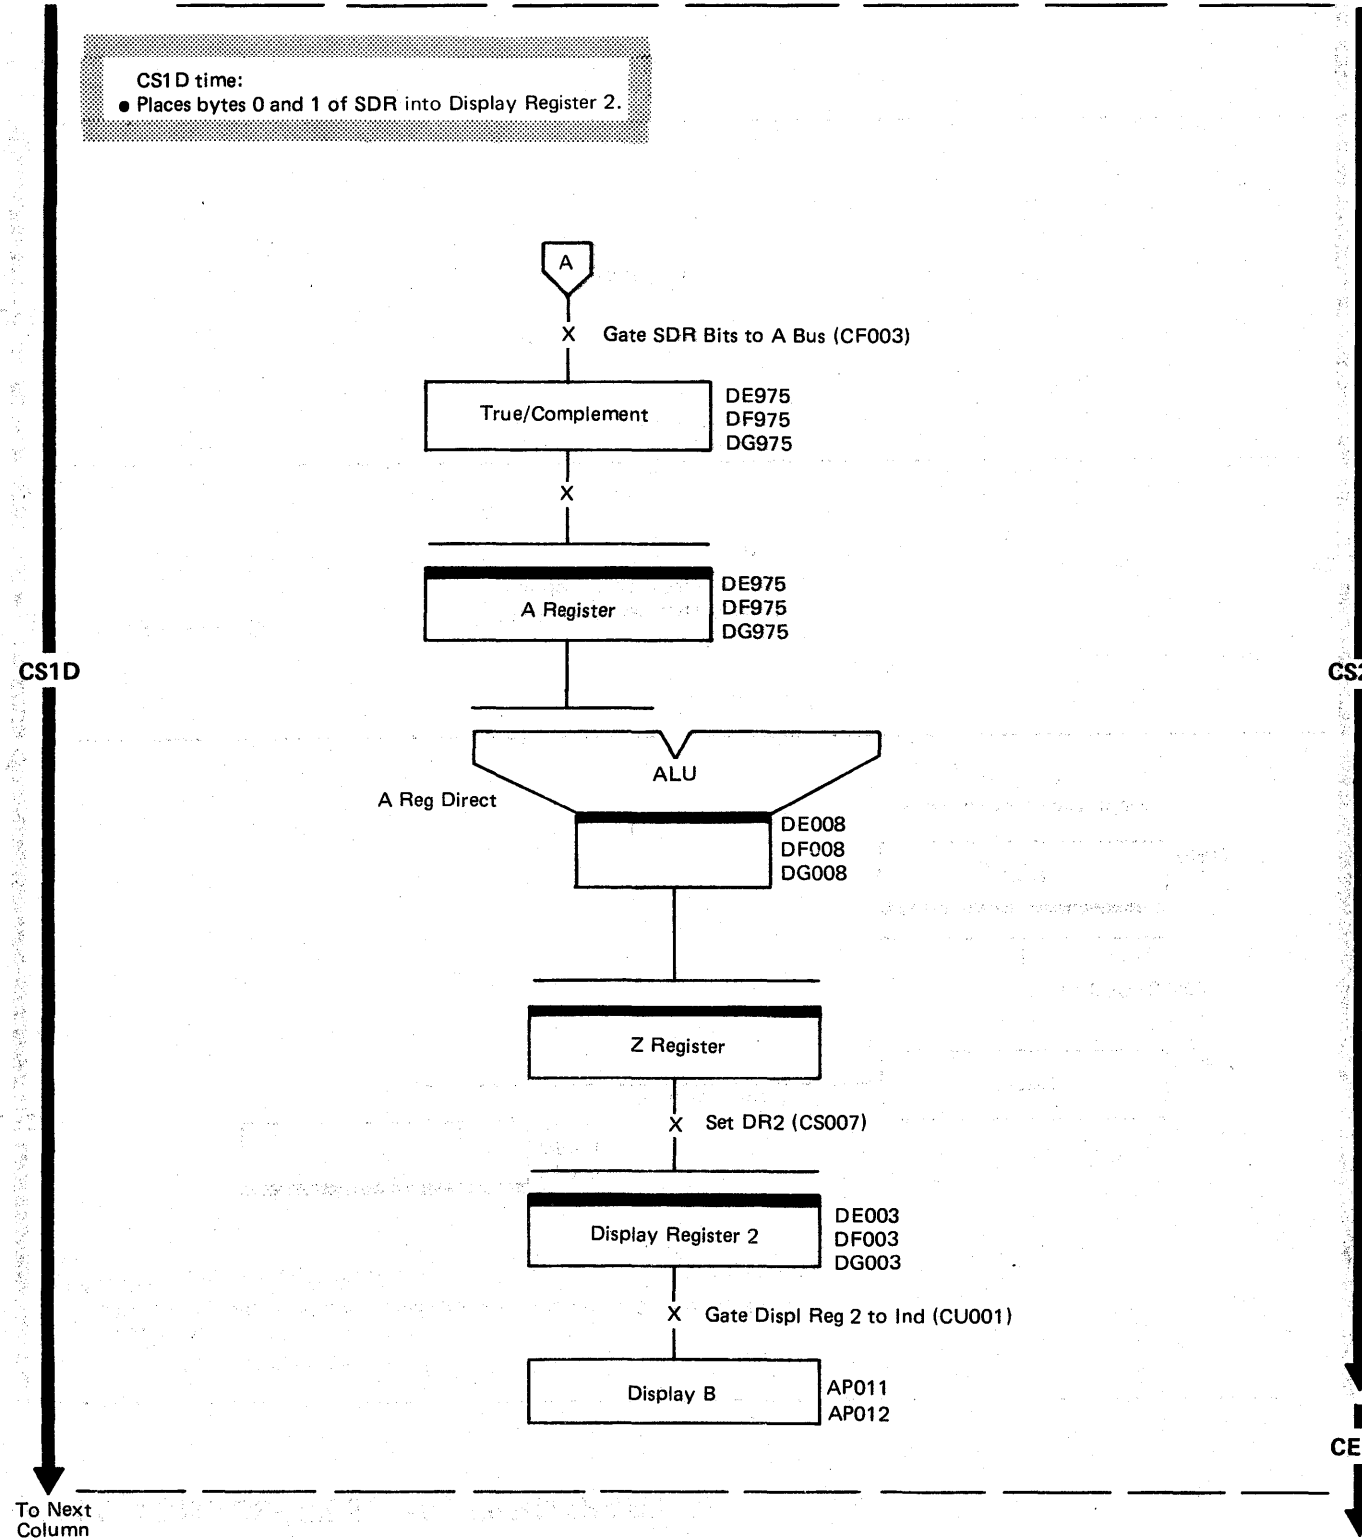 CS1D time:
● Places bytes 0 and 1 of SDR into Display Register 2.
A
X Gate SDR Bits to A Bus (CF003)
True/Complement
DE975
DF975
DG975
X
A Register
DE975
DF975
DG975
CS1D
CS2
ALU
A Reg Direct
DE008
DF008
DG008
Z Register
X Set DR2 (CS007)
Display Register 2
DE003
DF003
DG003
X Gate Displ Reg 2 to Ind (CU001)
Display B
AP011
AP012
CE
To Next
Column